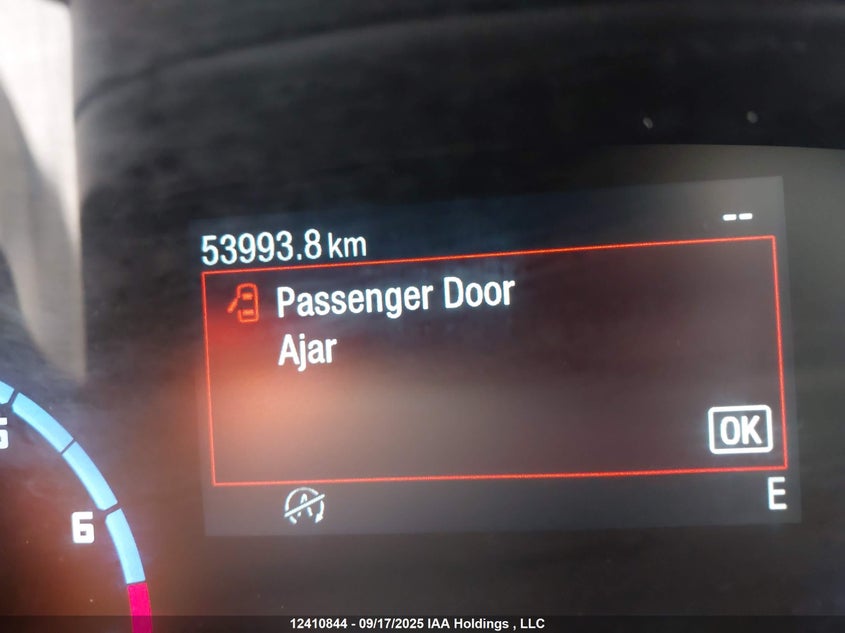 --
53993.8 km
Passenger Door
Ajar
OK
E
6
12410844 - 09/17/2025 IAA Holdings , LLC